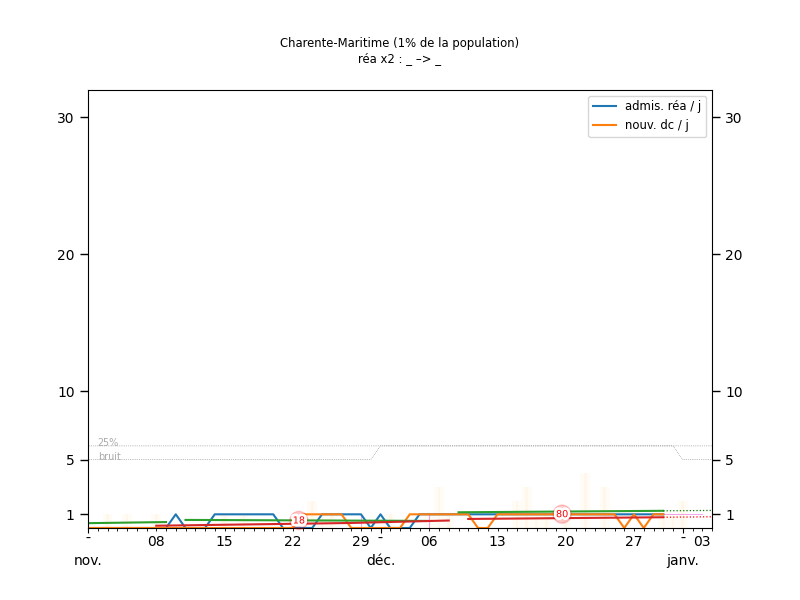 Charente-Maritime (1% de la population)
réa x2 : _ –> _
admis. réa / j
nouv. dc / j
30 30
20 20
10 10
25%
bruit
5 5
1 18 80 1
- 08 15 22 29 - 06 13 20 27 - 03
nov. déc. janv.